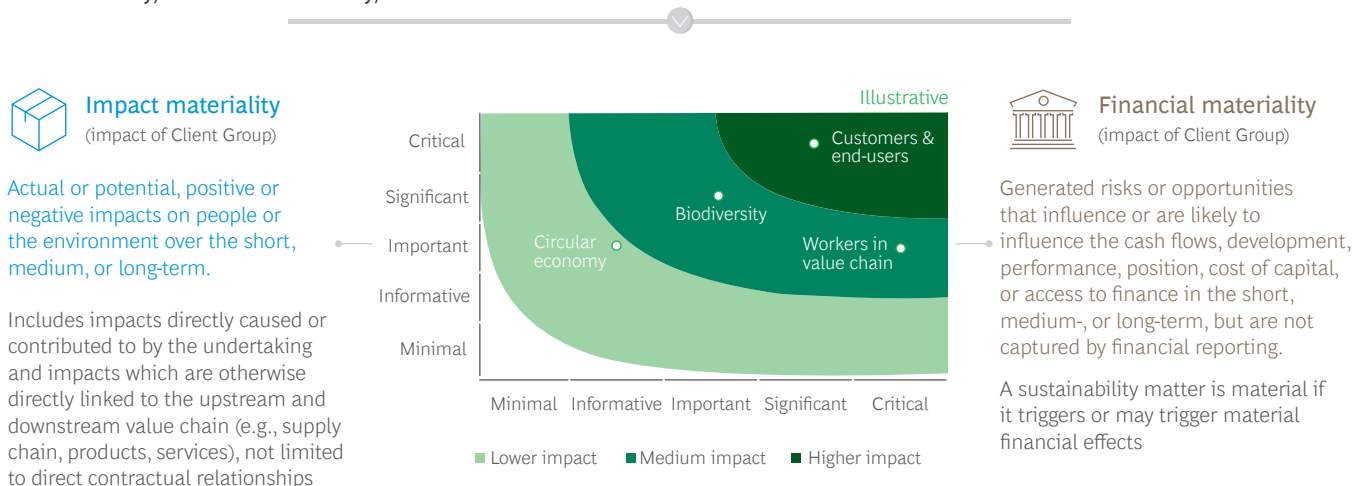 Impact materiality
(impact of Client Group)
Actual or potential, positive or
negative impacts on people or
the environment over the short,
medium, or long-term.
Includes impacts directly caused or
contributed to by the undertaking
and impacts which are otherwise
directly linked to the upstream and
downstream value chain (e.g., supply
chain, products, services), not limited
to direct contractual relationships
Illustrative
Critical
Significant
Important
Informative
Minimal
Customers &
end-users
Biodiversity
Circular
economy
Workers in
value chain
Minimal Informative Important Significant Critical
Lower impact Medium impact Higher impact
Financial materiality
(impact of Client Group)
Generated risks or opportunities
that influence or are likely to
influence the cash flows, development,
performance, position, cost of capital,
or access to finance in the short,
medium-, or long-term, but are not
captured by financial reporting.
A sustainability matter is material if
it triggers or may trigger material
financial effects